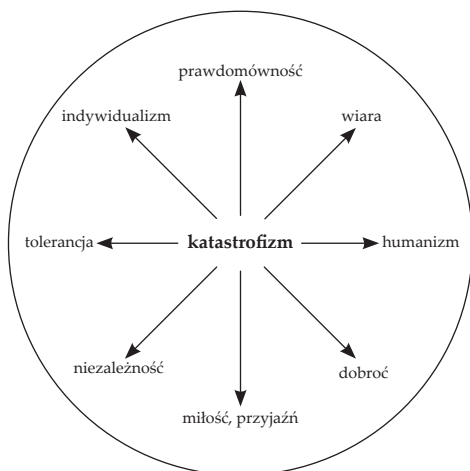 prawdomówność
indywidualizm
wiara
tolerancja
katastrofizm
humanizm
niezależność
dobroć
miłość, przyjaźń